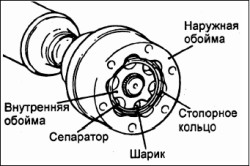 Наружная
обойма
Внутренняя
обойма
Стопорное
кольцо
Сепаратор
Шарик